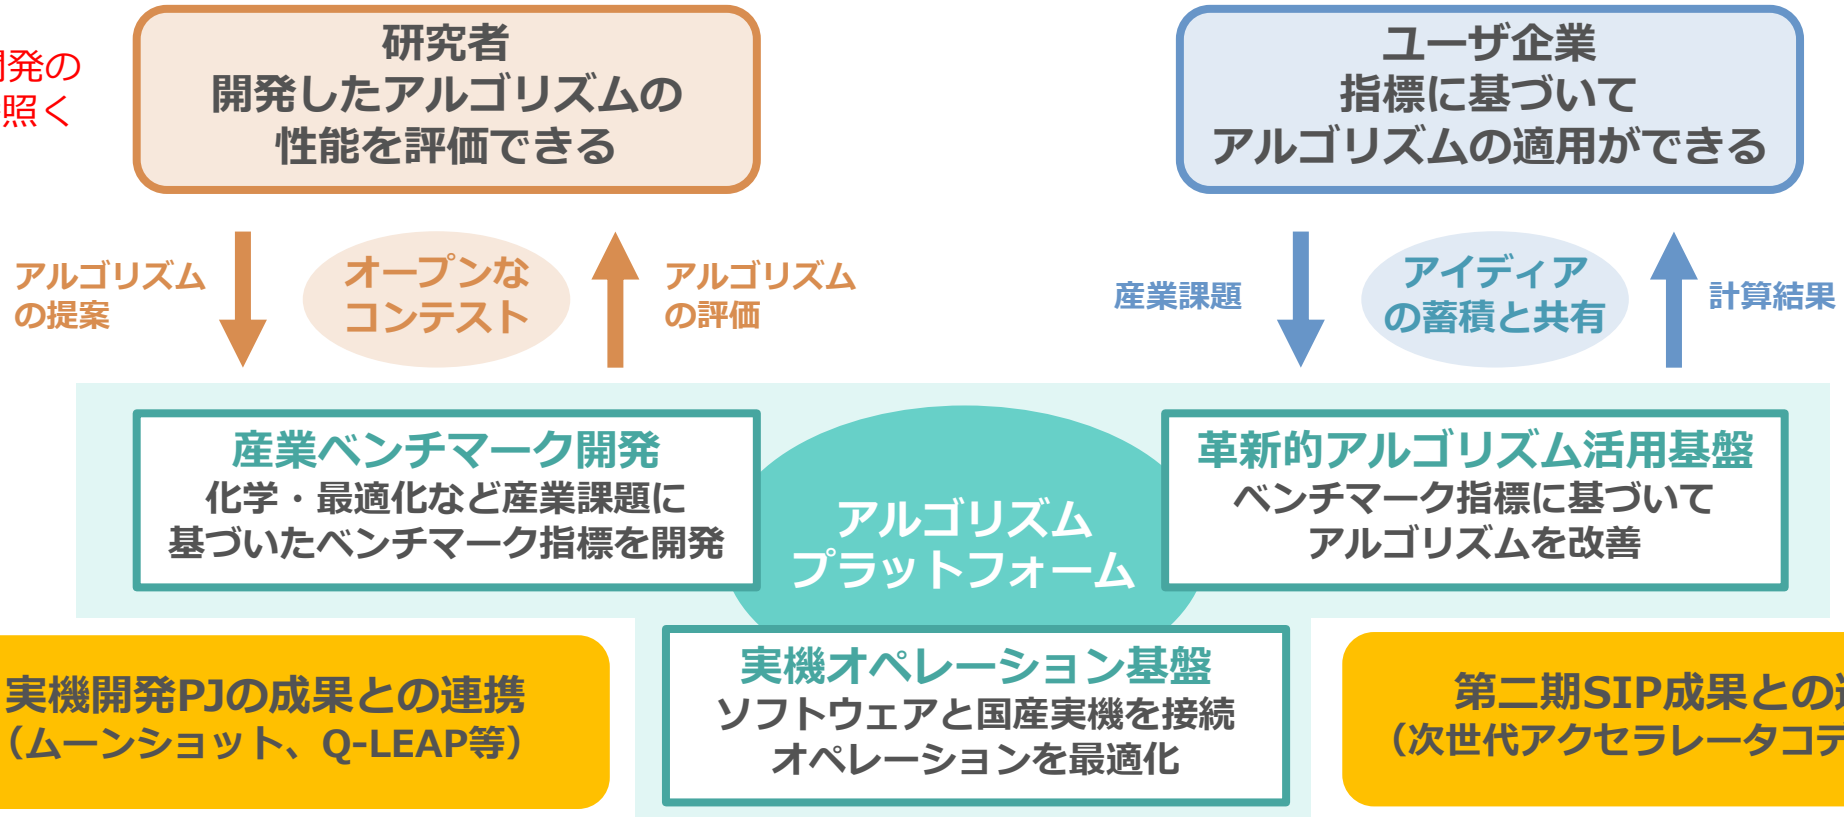 開発の
照く
研究者
開発したアルゴリズムの
性能を評価できる
ユーザ企業
指標に基づいて
アルゴリズムの適用ができる
アルゴリズム
の提案
オープンな
コンテスト
アルゴリズム
の評価
産業課題
アイディア
の蓄積と共有
計算結果
産業ベンチマーク開発
化学・最適化など産業課題に
基づいたベンチマーク指標を開発
アルゴリズム
プラットフォーム
革新的アルゴリズム活用基盤
ベンチマーク指標に基づいて
アルゴリズムを改善
実機開発PJの成果との連携
（ムーンショット、Q-LEAP等）
実機オペレーション基盤
ソフトウェアと国産実機を接続
オペレーションを最適化
第二期SIP成果との
（次世代アクセラレータコデ